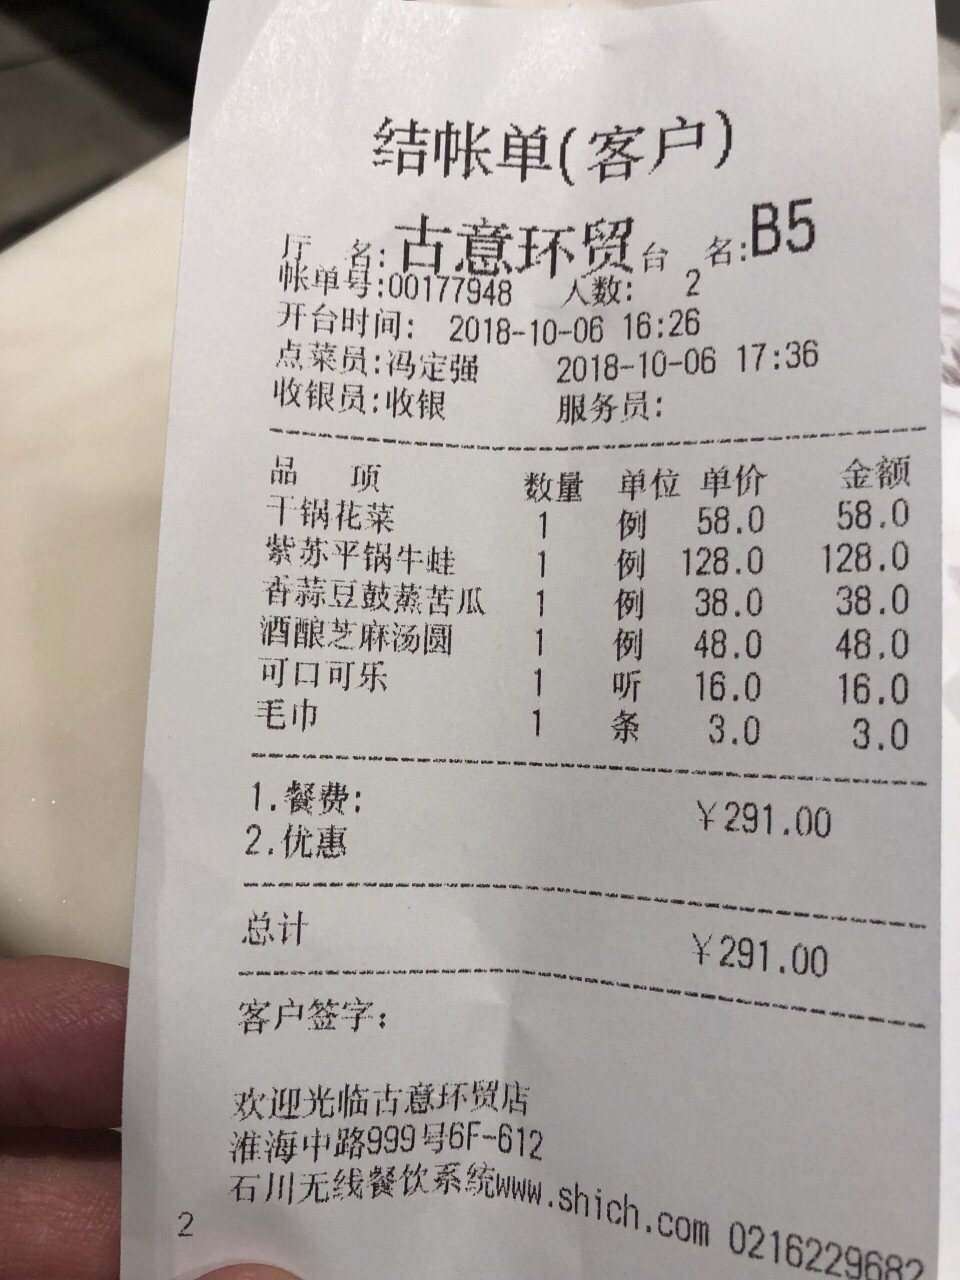 结帐单(客户)
厅 名:古意环贸台 名:B5
帐单号:00177948 人数: 2
开台时间: 2018-10-06 16:26
点菜员:冯定强 2018-10-06 17:36
收银员:收银 服务员:
品 项 数量 单位 单价 金额
干锅花菜 1 例 58.0 58.0
紫苏平锅牛蛙 1 例 128.0 128.0
香蒜豆鼓蒸苦瓜 1 例 38.0 38.0
酒酿芝麻汤圆 1 例 48.0 48.0
可口可乐 1 听 16.0 16.0
毛巾 1 条 3.0 3.0
1.餐费: ￥291.00
2.优惠
总计 ￥291.00
客户签字:
欢迎光临古意环贸店
淮海中路999号6F-612
石川无线餐饮系统www.shich.com 0216229682
2